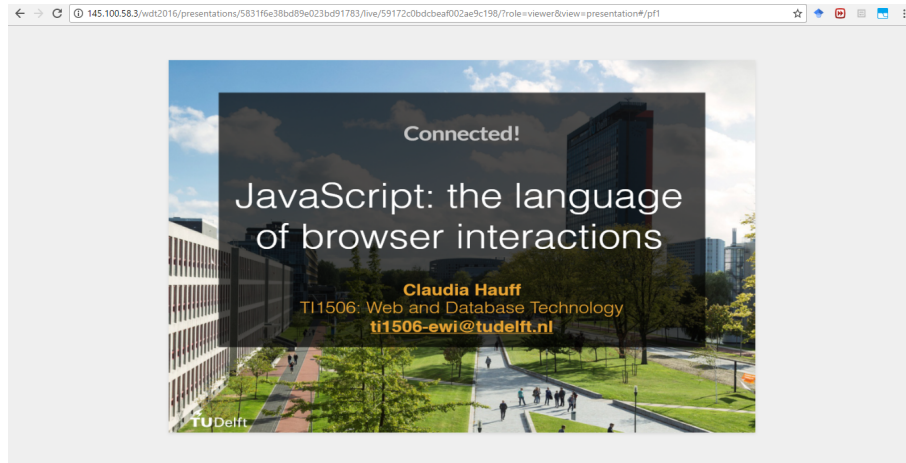 145.100.58.3/wdt2016/presentations/5831f6e38bd89e023bd91783/live/59172c0bdcbeaf002ae9c198/?role=viewer&view=presentation#/pf1
Connected!
JavaScript: the language
of browser interactions
Claudia Hauff
TI1506: Web and Database Technology
ti1506-ewi@tudelft.nl
TUDelft